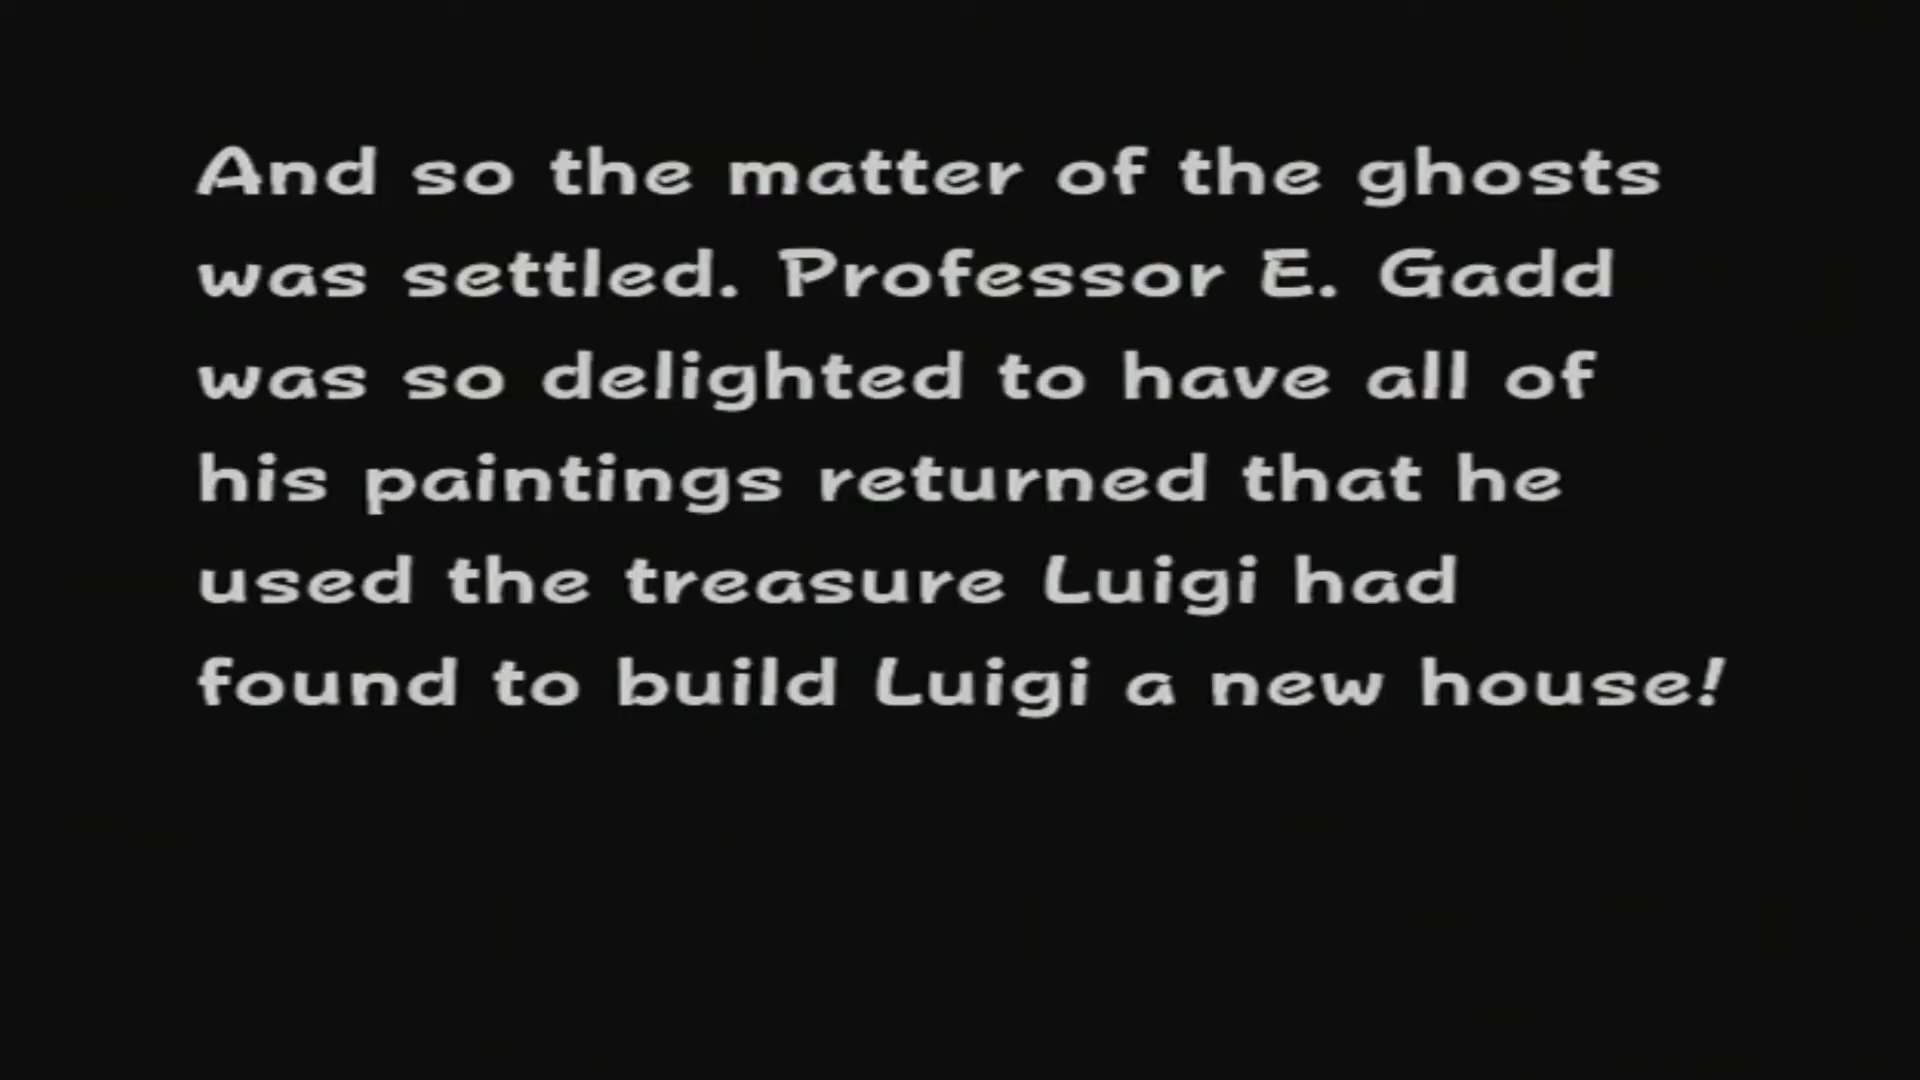 And so the matter of the ghosts
was settled. Professor E. Gadd
was so delighted to have all of
his paintings returned that he
used the treasure Luigi had
found to build Luigi a new house!